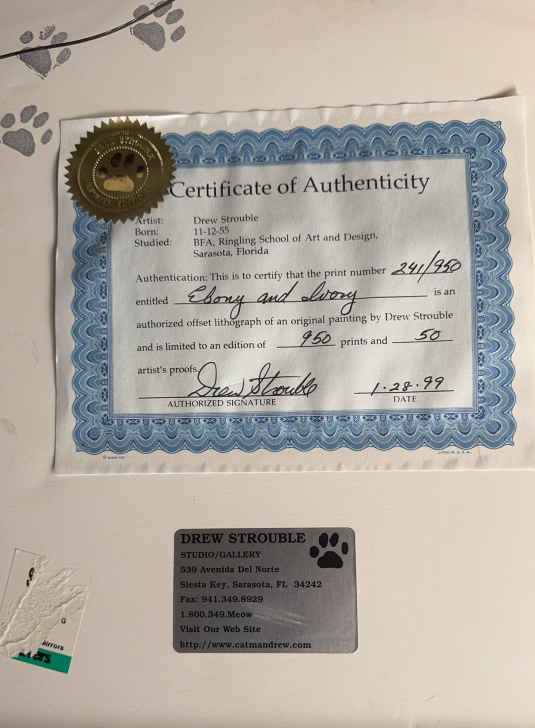 Certificate of Authenticity
Artist: Drew Strouble
Born: 11-12-55
Studied: BFA, Ringling School of Art and Design,
Sarasota, Florida
Authentication: This is to certify that the print number 241/950
entitled Ebony and Ivory is an
authorized offset lithograph of an original painting by Drew Strouble
and is limited to an edition of 950 prints and 50
artist's proofs.
Drew Strouble 1·28·99
AUTHORIZED SIGNATURE DATE
DREW STROUBLE
STUDIO/GALLERY
539 Avenida Del Norte
Siesta Key, Sarasota, FL 34242
Fax: 941.349.8929
1.800.349.Meow
Visit Our Web Site
http://www.catmandrew.com
G